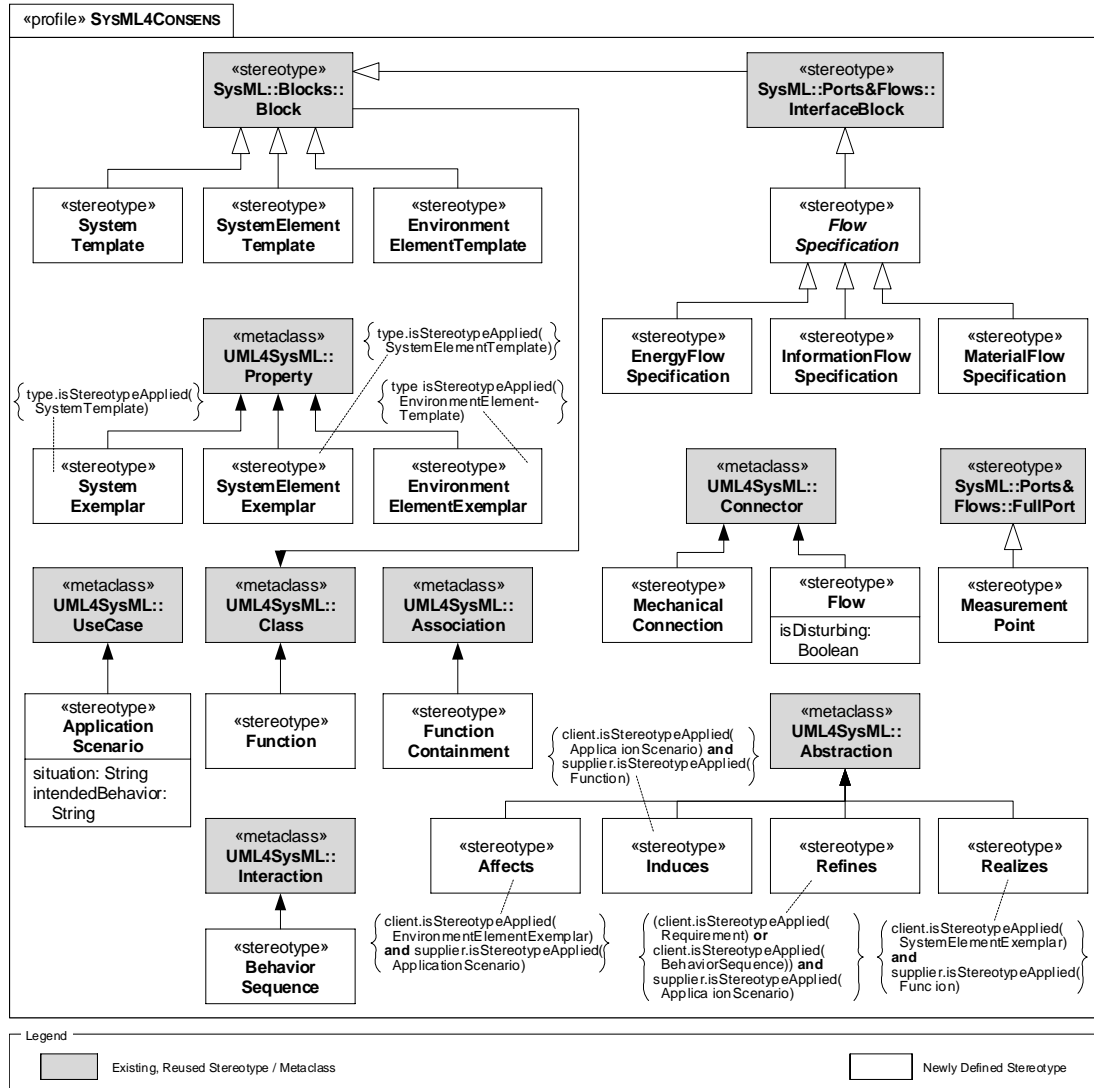 «profile» SYSML4CONSENS
«stereotype»
SysML::Blocks::
Block
«stereotype»
SysML::Ports&Flows::
InterfaceBlock
«stereotype»
System
Template
«stereotype»
SystemElement
Template
«stereotype»
Environment
ElementTemplate
«stereotype»
Flow
Specification
«stereotype»
EnergyFlow
Specification
«stereotype»
InformationFlow
Specification
«stereotype»
MaterialFlow
Specification
«metaclass»
UML4SysML::
Property
type.isStereotypeApplied(
SystemElementTemplate)
type.isStereotypeApplied(
SystemTemplate)
type isStereotypeApplied(
EnvironmentElement-
Template)
«stereotype»
System
Exemplar
«stereotype»
SystemElement
Exemplar
«stereotype»
Environment
ElementExemplar
«metaclass»
UML4SysML::
Connector
«stereotype»
SysML::Ports&
Flows::FullPort
«stereotype»
Mechanical
Connection
«stereotype»
Flow
isDisturbing:
Boolean
«stereotype»
Measurement
Point
«metaclass»
UML4SysML::
UseCase
«metaclass»
UML4SysML::
Class
«metaclass»
UML4SysML::
Association
«stereotype»
Application
Scenario
situation: String
intendedBehavior:
String
«stereotype»
Function
«stereotype»
Function
Containment
client.isStereotypeApplied(
Applica ionScenario) and
supplier.isStereotypeApplied(
Function)
«metaclass»
UML4SysML::
Abstraction
«metaclass»
UML4SysML::
Interaction
«stereotype»
Affects
«stereotype»
Induces
«stereotype»
Refines
«stereotype»
Realizes
«stereotype»
Behavior
Sequence
client.isStereotypeApplied(
EnvironmentElementExemplar)
and supplier.isStereotypeApplied(
ApplicationScenario)
(client.isStereotypeApplied(
Requirement) or
client.isStereotypeApplied(
BehaviorSequence)) and
supplier.isStereotypeApplied(
Applica ionScenario)
client.isStereotypeApplied(
SystemElementExemplar)
and
supplier.isStereotypeApplied(
Func ion)
Legend
Existing, Reused Stereotype / Metaclass
Newly Defined Stereotype